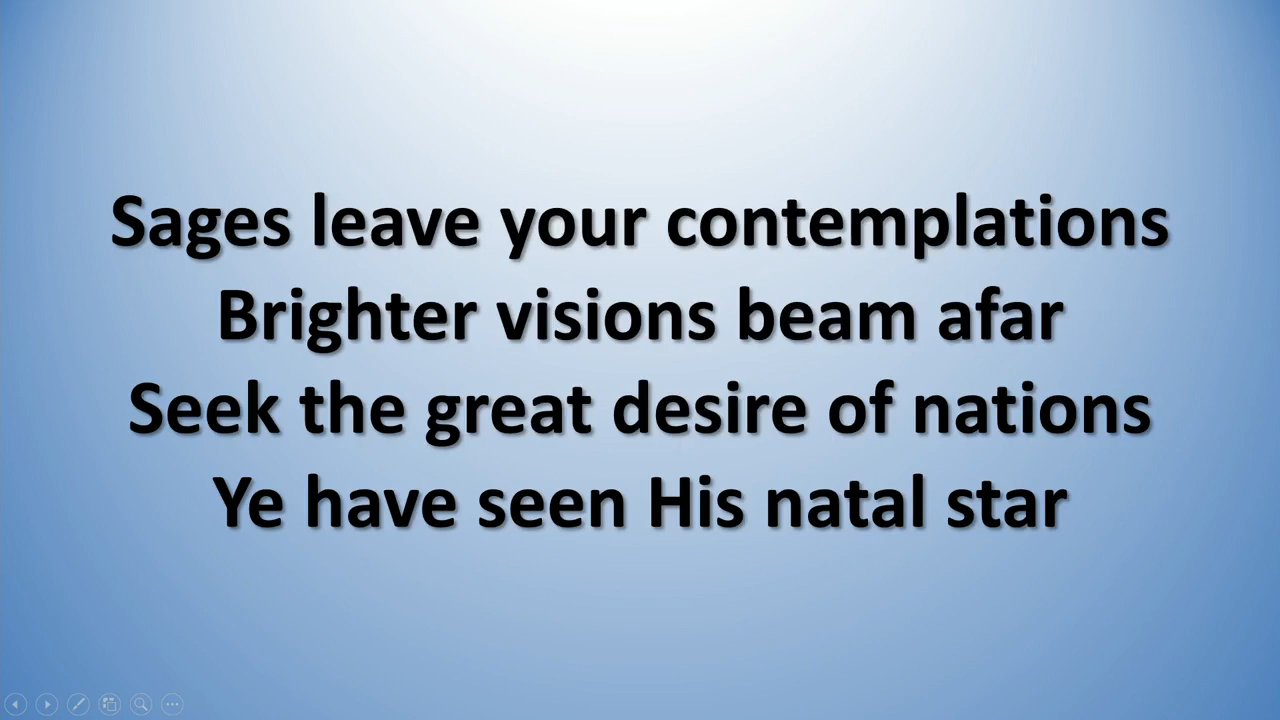 Sages leave your contemplations
Brighter visions beam afar
Seek the great desire of nations
Ye have seen His natal star